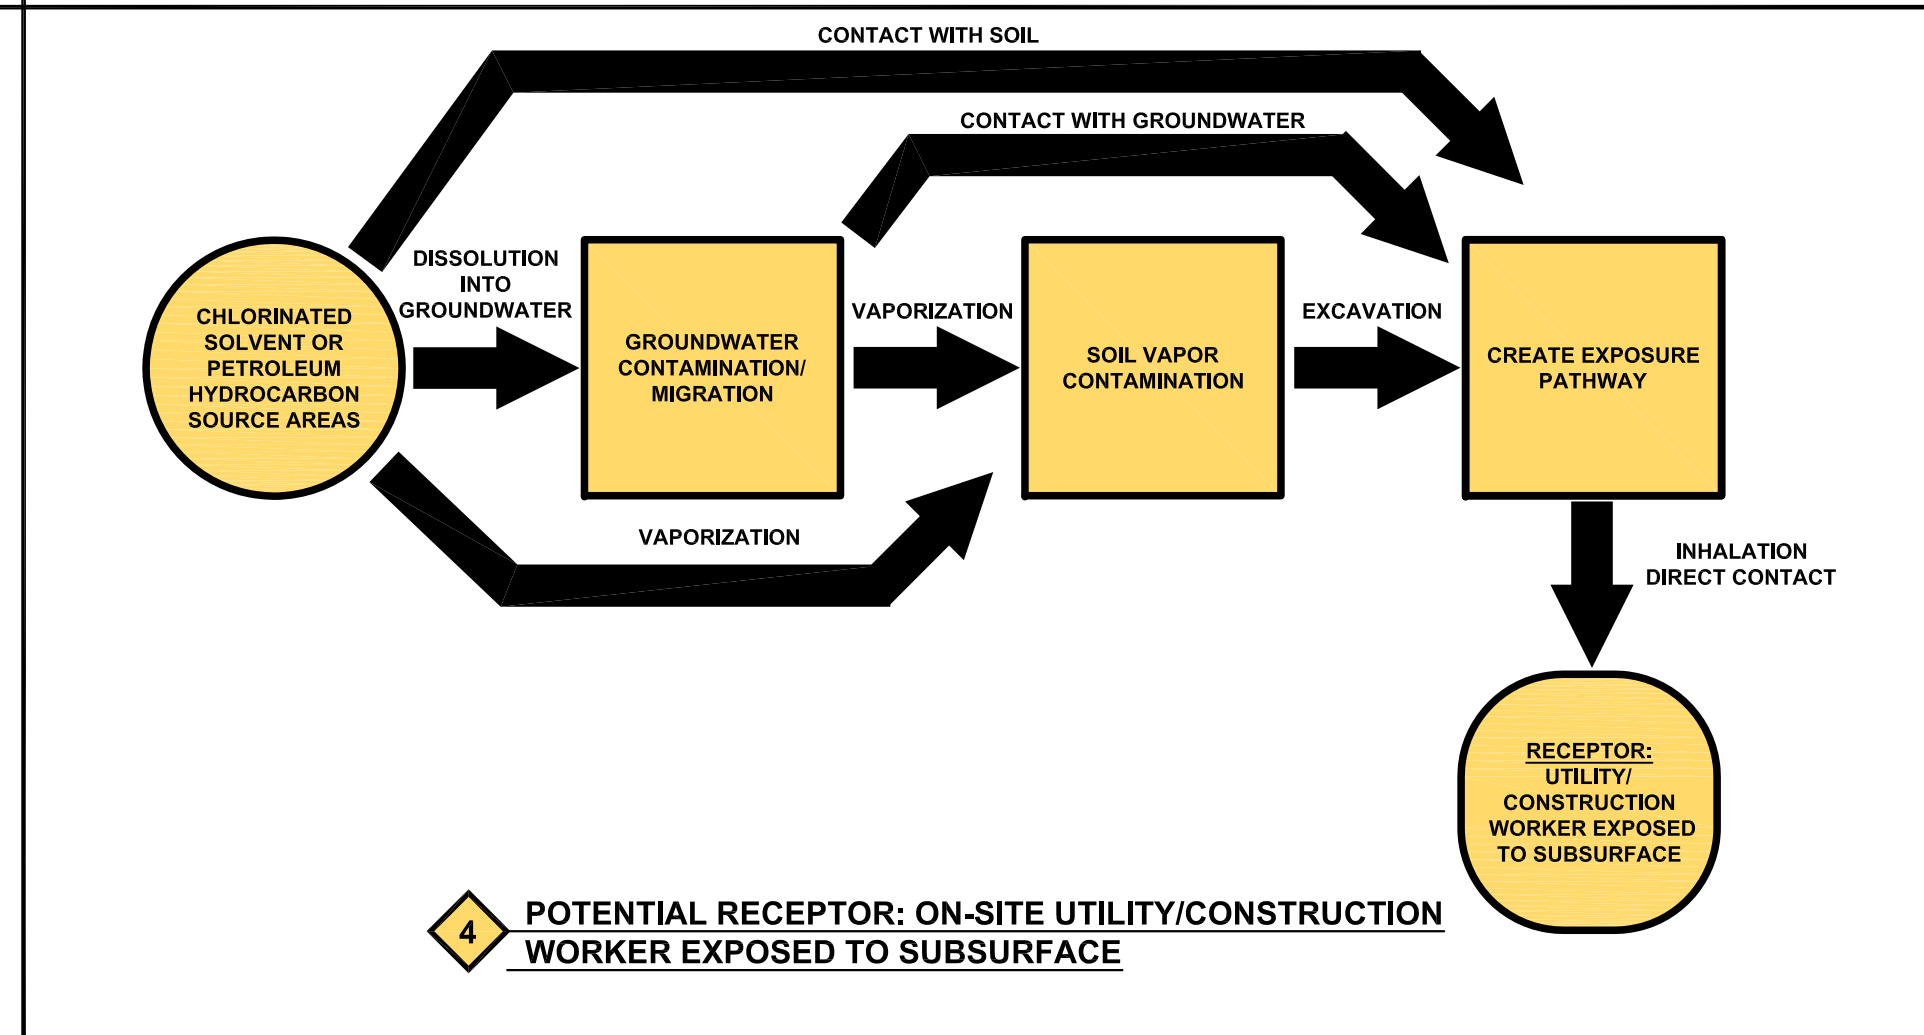 CONTACT WITH SOIL
CONTACT WITH GROUNDWATER
DISSOLUTION
INTO
GROUNDWATER
VAPORIZATION
EXCAVATION
CHLORINATED
SOLVENT OR
PETROLEUM
HYDROCARBON
SOURCE AREAS
GROUNDWATER
CONTAMINATION/
MIGRATION
SOIL VAPOR
CONTAMINATION
CREATE EXPOSURE
PATHWAY
VAPORIZATION
INHALATION
DIRECT CONTACT
RECEPTOR:
UTILITY/
CONSTRUCTION
WORKER EXPOSED
TO SUBSURFACE
4
POTENTIAL RECEPTOR: ON-SITE UTILITY/CONSTRUCTION
WORKER EXPOSED TO SUBSURFACE